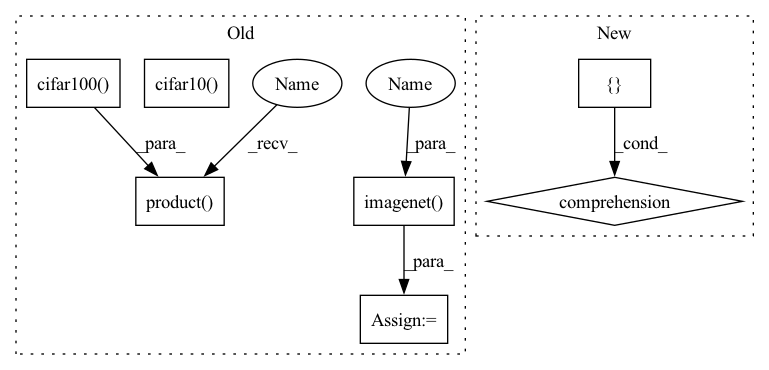 Old
New
cifar100()
cifar10()
Name
Name
{}
_para_
_recv_
_para_
_cond_
product()
imagenet()
comprehension
_para_
Assign:=